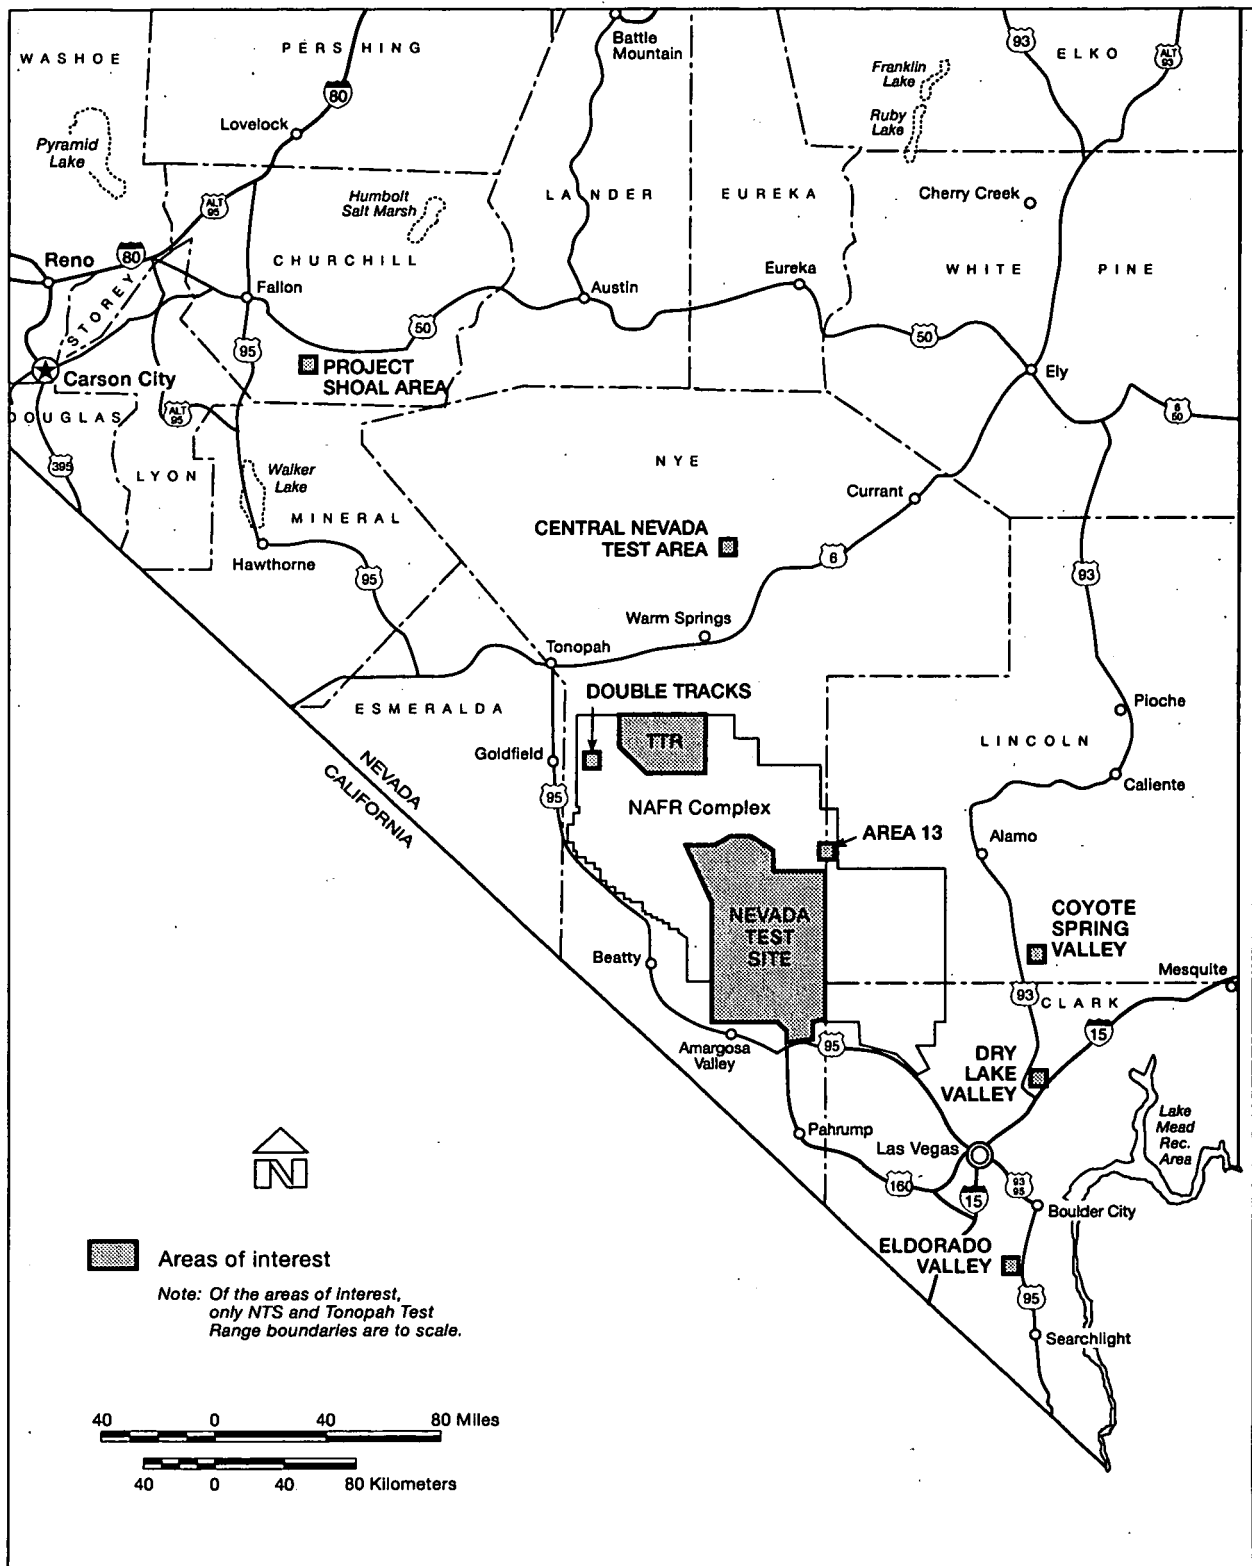 WASHOE
PERSHING
Battle
Mountain
93
ELKO
ALT
93
Franklin
Lake
Ruby
Lake
80
Lovelock
Pyramid
Lake
ALT
95
Humbolt
Salt Marsh
LANDER
EUREKA
Cherry Creek
Reno
80
CHURCHILL
WHITE PINE
STOREY
Fallon
Austin
Eureka
50
50
95
PROJECT
SHOAL AREA
Carson City
Ely
DOUGLAS
ALT
95
6
50
395
LYON
Walker
Lake
NYE
Currant
MINERAL
CENTRAL NEVADA
TEST AREA
6
Hawthorne
95
93
Warm Springs
Tonopah
DOUBLE TRACKS
ESMERALDA
Pioche
TTR
LINCOLN
Goldfield
NEVADA
CALIFORNIA
Caliente
95
NAFR Complex
AREA 13
Alamo
NEVADA
TEST
SITE
COYOTE
SPRING
VALLEY
Beatty
Mesquite
93
CLARK
15
Amargosa
Valley
95
DRY
LAKE
VALLEY
Lake
Mead
Rec.
Area
Pahrump
Las Vegas
N
160
15
93
95
Boulder City
ELDORADO
VALLEY
Areas of interest
95
Note: Of the areas of interest,
only NTS and Tonopah Test
Range boundaries are to scale.
Searchlight
40 0 40 80 Miles
40 0 40 80 Kilometers